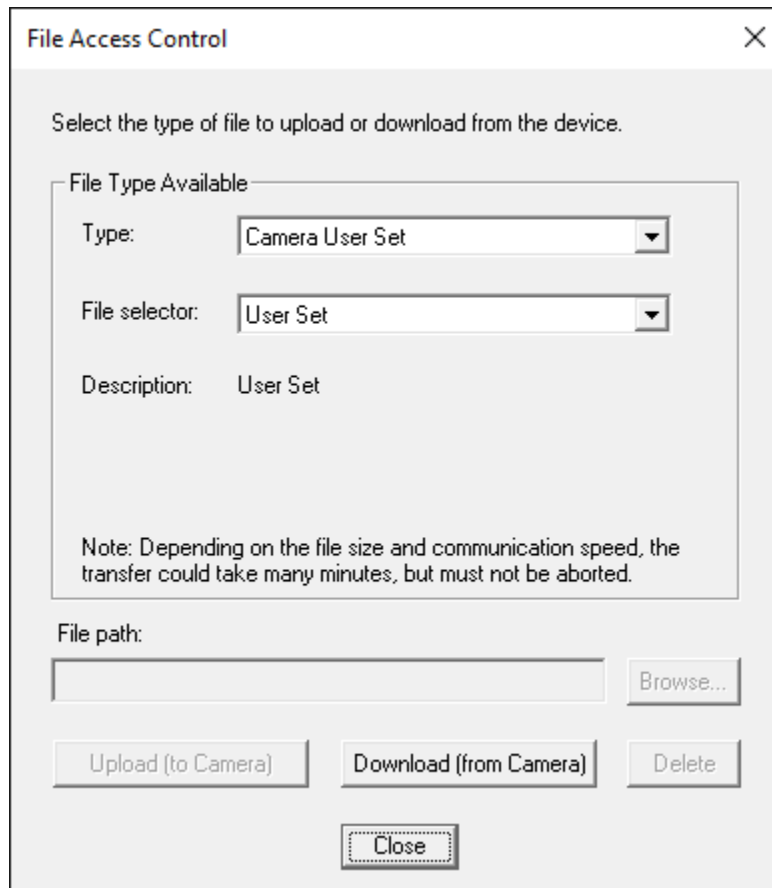 File Access Control
Select the type of file to upload or download from the device.
File Type Available
Type: Camera User Set
File selector: User Set
Description: User Set
Note: Depending on the file size and communication speed, the
transfer could take many minutes, but must not be aborted.
File path:
Browse...
Upload (to Camera) Download (from Camera) Delete
Close